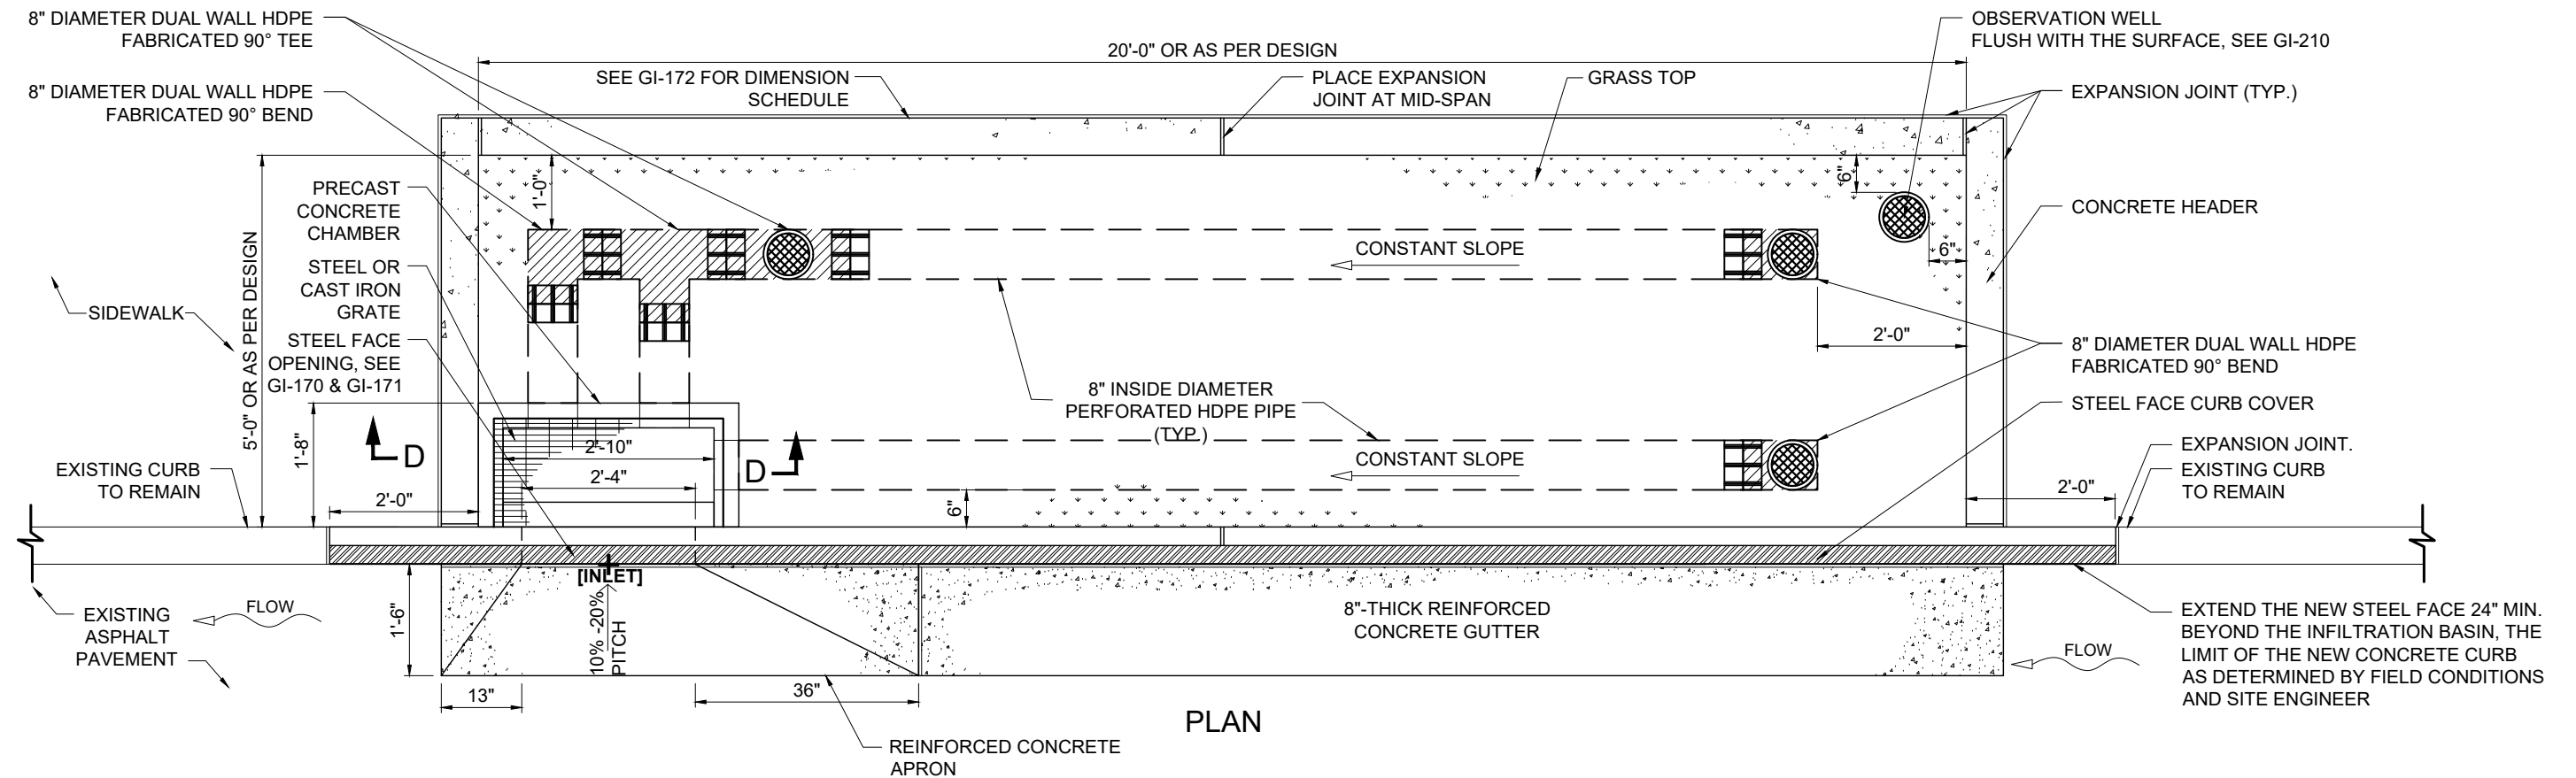 8" DIAMETER DUAL WALL HDPE
FABRICATED 90° TEE
8" DIAMETER DUAL WALL HDPE
FABRICATED 90° BEND
20'-0" OR AS PER DESIGN
SEE GI-172 FOR DIMENSION
SCHEDULE
PLACE EXPANSION
JOINT AT MID-SPAN
GRASS TOP
OBSERVATION WELL
FLUSH WITH THE SURFACE, SEE GI-210
EXPANSION JOINT (TYP.)
CONCRETE HEADER
PRECAST
CONCRETE
CHAMBER
STEEL OR
CAST IRON
GRATE
STEEL FACE
OPENING, SEE
GI-170 & GI-171
SIDEWALK
5'-0" OR AS PER DESIGN
1'-0"
6"
6"
CONSTANT SLOPE
2'-0"
8" DIAMETER DUAL WALL HDPE
FABRICATED 90° BEND
8" INSIDE DIAMETER
PERFORATED HDPE PIPE
(TYP.)
STEEL FACE CURB COVER
1'-8"
D
D
2'-10"
2'-4"
CONSTANT SLOPE
EXPANSION JOINT.
EXISTING CURB
TO REMAIN
EXISTING CURB
TO REMAIN
2'-0"
6"
2'-0"
[INLET]
10% -20%
PITCH
1'-6"
EXISTING
ASPHALT
PAVEMENT
FLOW
8"-THICK REINFORCED
CONCRETE GUTTER
FLOW
EXTEND THE NEW STEEL FACE 24" MIN.
BEYOND THE INFILTRATION BASIN, THE
LIMIT OF THE NEW CONCRETE CURB
AS DETERMINED BY FIELD CONDITIONS
AND SITE ENGINEER
13"
36"
PLAN
REINFORCED CONCRETE
APRON